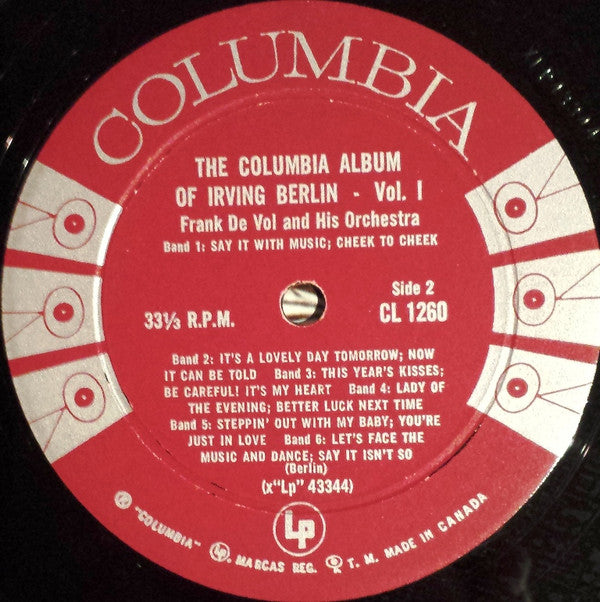 COLUMBIA
THE COLUMBIA ALBUM
OF IRVING BERLIN - Vol. I
Frank De Vol and His Orchestra
Band 1: SAY IT WITH MUSIC; CHEEK TO CHEEK
Side 2
33⅓ R.P.M. CL 1260
Band 2: IT'S A LOVELY DAY TOMORROW; NOW
IT CAN BE TOLD Band 3: THIS YEAR'S KISSES;
BE CAREFUL! IT'S MY HEART Band 4: LADY OF
THE EVENING; BETTER LUCK NEXT TIME
Band 5: STEPPIN' OUT WITH MY BABY; YOU'RE
JUST IN LOVE Band 6: LET'S FACE THE
MUSIC AND DANCE; SAY IT ISN'T SO
(Berlin)
(x"Lp" 43344)
Lp
"COLUMBIA" Lp. MARCAS REG. T. M. MADE IN CANADA